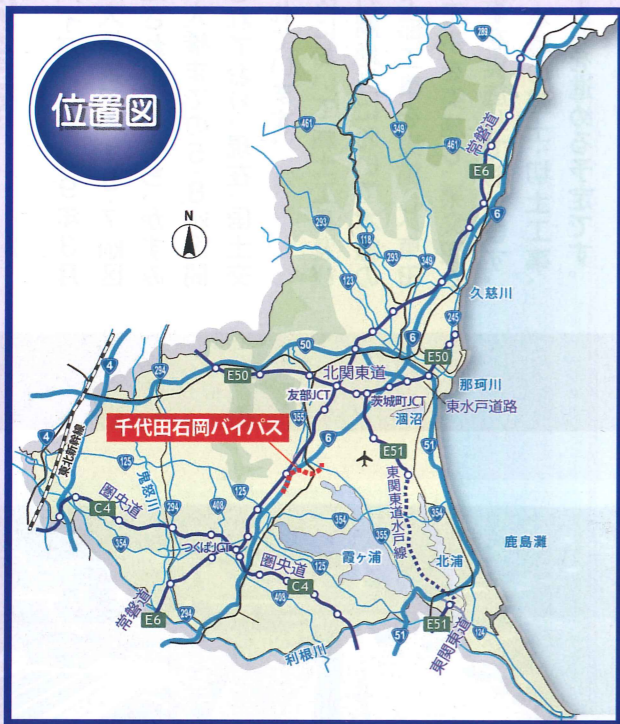 位置図
N
289
常磐道
461
349
461
E6
6
293
118
293
349
123
久慈川
245
6
50
E50
294
4
E50
北関東道
那珂川
友部JCT
茨城町JCT
東水戸道路
涸沼
355
千代田石岡バイパス
6
E51
51
4
東北新幹線
125
鬼怒川
125
東関東道水戸線
圏央道
294
408
C4
354
355
354
354
鹿島灘
つくばJCT
圏央道
霞ヶ浦
北浦
125
C4
408
常磐道
294
E6
E51
51
124
利根川
東関東道